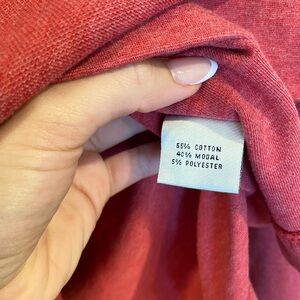 55% COTTON
40% MODAL
5% POLYESTER